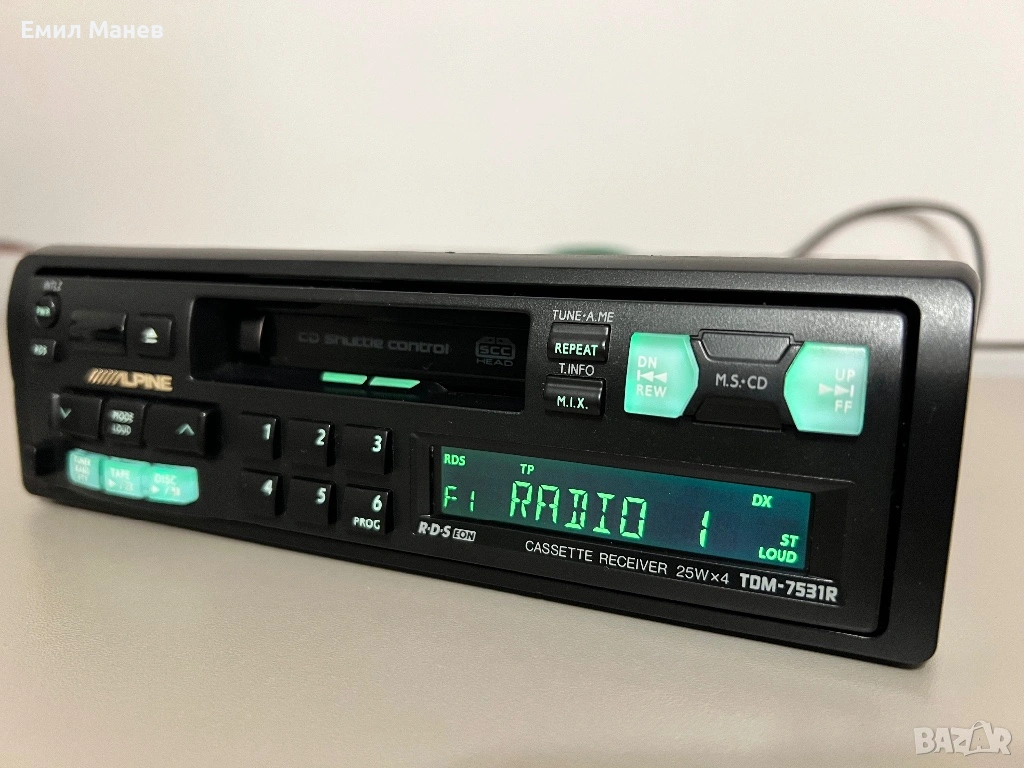 Емил Манев
INTLZ
PWR
RDS
ALPINE
MODE
LOUD
TAPE
DISC
CD Shuttle control
SCC
HEAD
TUNE•A.ME
REPEAT
T.INFO
M.I.X.
DN
REW
M.S.•CD
UP
FF
1
2
3
4
5
6
PROG
R•D•S EON
RDS
TP
DX
F1 RADIO 1
ST
LOUD
CASSETTE RECEIVER 25W×4 TDM-7531R
BAZAR